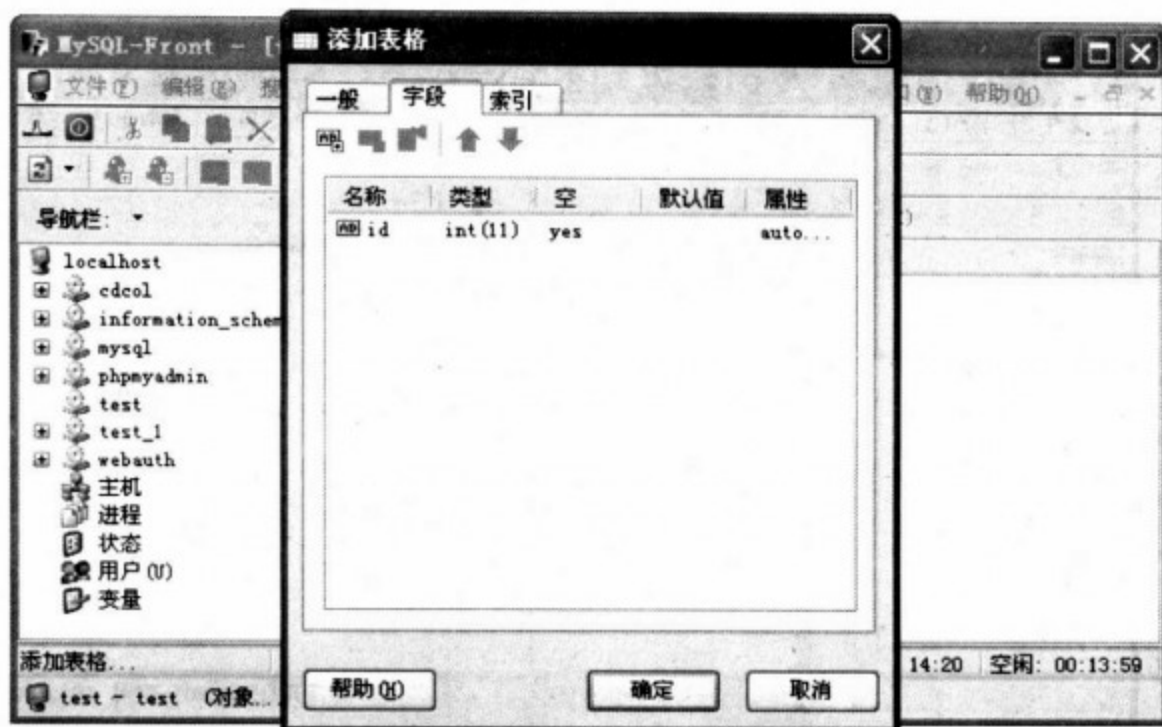 MySQL-Front - [
添加表格
文件(F) 编辑(E) 搜
帮助(H)
一般 字段 索引
导航栏:
名称 类型 空 默认值 属性
id int(11) yes auto...
localhost
cdcol
information_schem
mysql
phpmyadmin
test
test_1
webauth
主机
进程
状态
用户(U)
变量
添加表格...
14:20 空闲: 00:13:59
帮助(H) 确定 取消
test - test (对象...